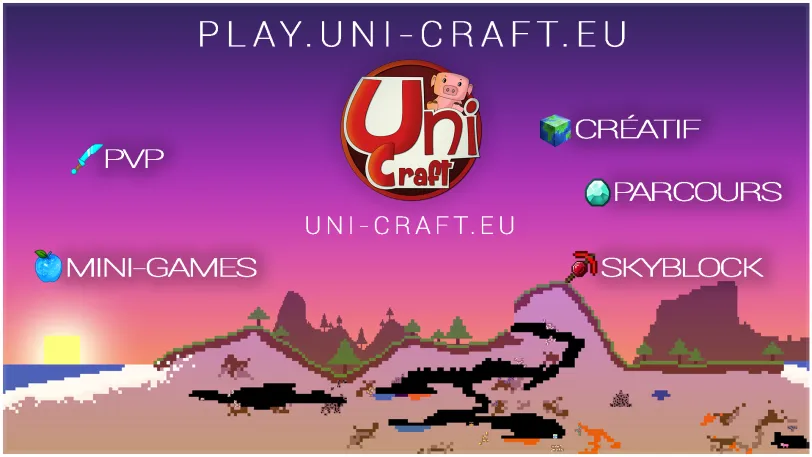 PLAY.UNI-CRAFT.EU
Uni
Craft
CRÉATIF
PVP
PARCOURS
UNI-CRAFT.EU
MINI-GAMES
SKYBLOCK